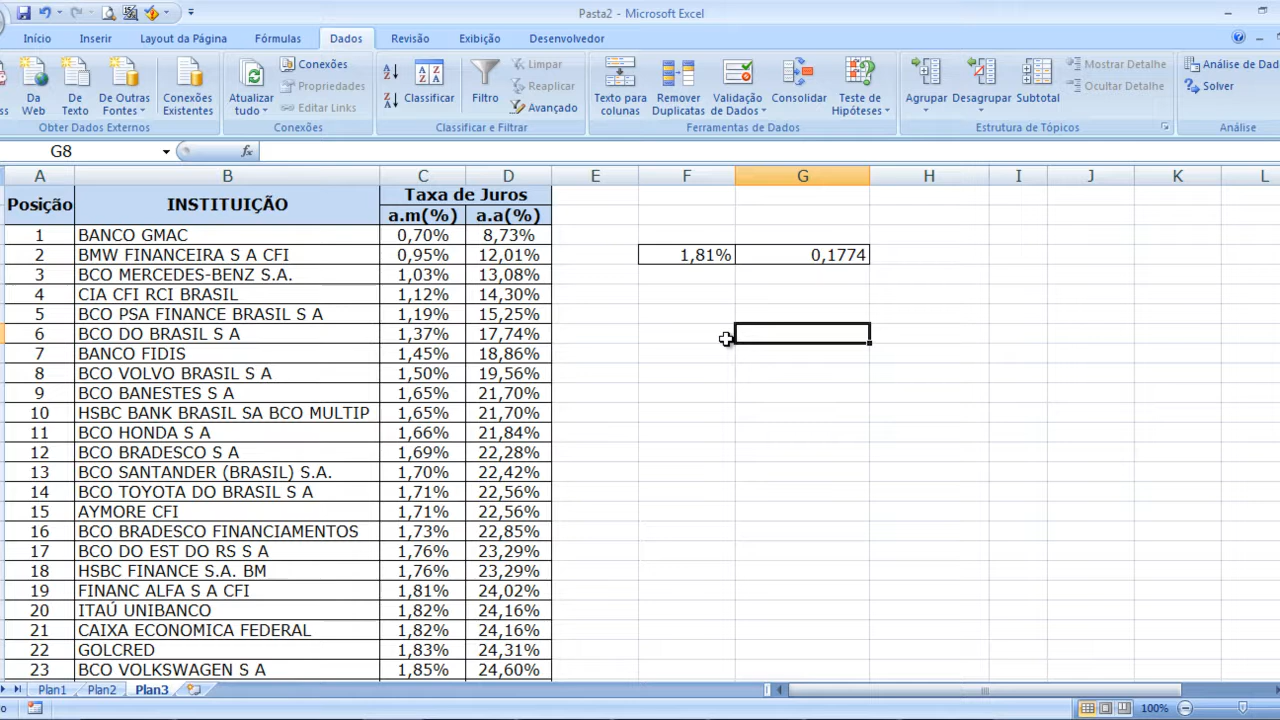 Pasta2 - Microsoft Excel
Início Inserir Layout da Página Fórmulas Dados Revisão Exibição Desenvolvedor
Da Web
De Texto
De Outras Fontes
Conexões Existentes
Obter Dados Externos
Atualizar tudo
Conexões
Propriedades
Editar Links
Conexões
Classificar
Filtro
Limpar
Reaplicar
Avançado
Classificar e Filtrar
Texto para colunas
Remover Duplicatas
Validação de Dados
Consolidar
Teste de Hipóteses
Ferramentas de Dados
Agrupar
Desagrupar
Subtotal
Mostrar Detalhe
Ocultar Detalhe
Estrutura de Tópicos
Análise de Dad
Solver
Análise
G8 fx
A B C D E F G H I J K L
Posição INSTITUIÇÃO Taxa de Juros
a.m(%) a.a(%)
1 BANCO GMAC 0,70% 8,73%
2 BMW FINANCEIRA S A CFI 0,95% 12,01% 1,81% 0,1774
3 BCO MERCEDES-BENZ S.A. 1,03% 13,08%
4 CIA CFI RCI BRASIL 1,12% 14,30%
5 BCO PSA FINANCE BRASIL S A 1,19% 15,25%
6 BCO DO BRASIL S A 1,37% 17,74%
7 BANCO FIDIS 1,45% 18,86%
8 BCO VOLVO BRASIL S A 1,50% 19,56%
9 BCO BANESTES S A 1,65% 21,70%
10 HSBC BANK BRASIL SA BCO MULTIP 1,65% 21,70%
11 BCO HONDA S A 1,66% 21,84%
12 BCO BRADESCO S A 1,69% 22,28%
13 BCO SANTANDER (BRASIL) S.A. 1,70% 22,42%
14 BCO TOYOTA DO BRASIL S A 1,71% 22,56%
15 AYMORE CFI 1,71% 22,56%
16 BCO BRADESCO FINANCIAMENTOS 1,73% 22,85%
17 BCO DO EST DO RS S A 1,76% 23,29%
18 HSBC FINANCE S.A. BM 1,76% 23,29%
19 FINANC ALFA S A CFI 1,81% 24,02%
20 ITAÚ UNIBANCO 1,82% 24,16%
21 CAIXA ECONOMICA FEDERAL 1,82% 24,16%
22 GOLCRED 1,83% 24,31%
23 BCO VOLKSWAGEN S A 1,85% 24,60%
Plan1 Plan2 Plan3
100%